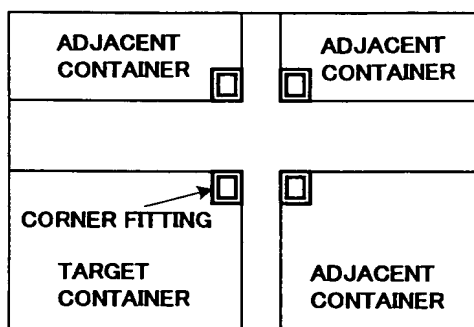 ADJACENT
CONTAINER
ADJACENT
CONTAINER
CORNER FITTING
TARGET
CONTAINER
ADJACENT
CONTAINER